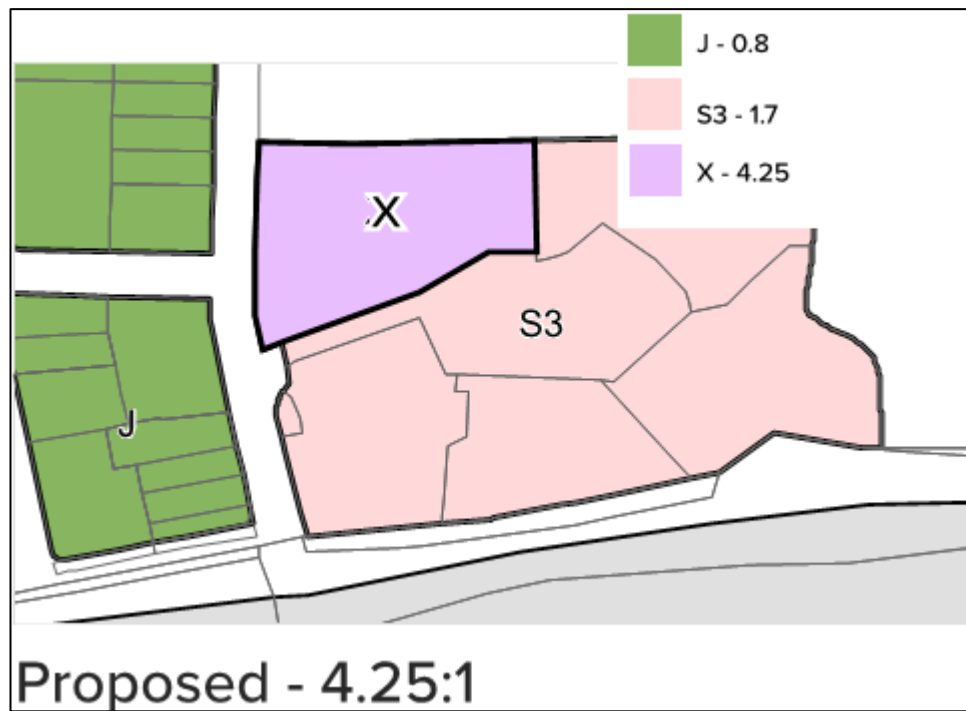 J - 0.8
S3 - 1.7
X - 4.25
X
S3
J
Proposed - 4.25:1